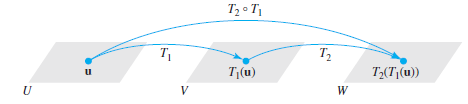 T₂ ∘ T₁
T₁ T₂
u T₁(u) T₂(T₁(u))
U V W